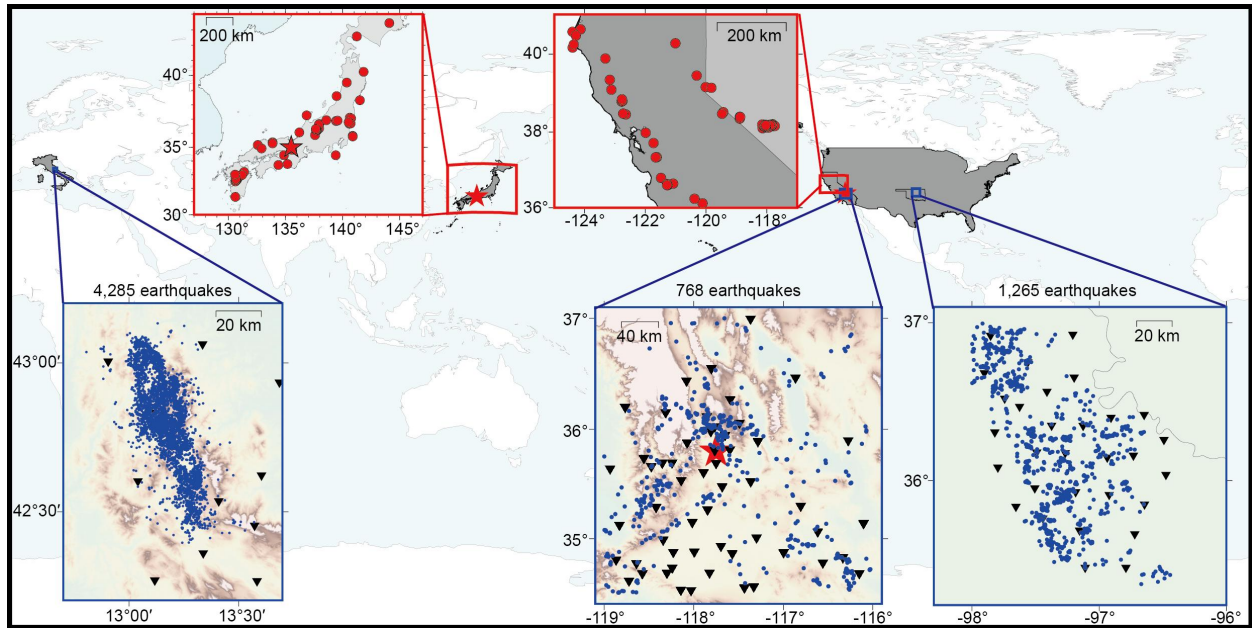 200 km
40°
35°
30°
130° 135° 140° 145°
200 km
40°
38°
36°
-124 -122 -120 -118°
4,285 earthquakes
20 km
43°00′
42°30′
13°00′ 13°30′
768 earthquakes
40 km
37°
36°
35°
-119° -118° -117° -116°
1,265 earthquakes
20 km
37°
36°
-98° -97° -96°